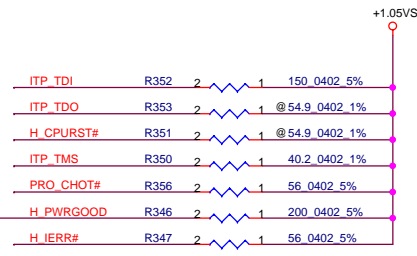 +1.05VS
ITP_TDI R352 2 1 150_0402_5%
ITP_TDO R353 2 1 @ 54.9_0402_1%
H_CPURST# R351 2 1 @ 54.9_0402_1%
ITP_TMS R350 2 1 40.2_0402_1%
PRO_CHOT# R356 2 1 56_0402_5%
H_PWRGOOD R346 2 1 200_0402_5%
H_IERR# R347 2 1 56_0402_5%